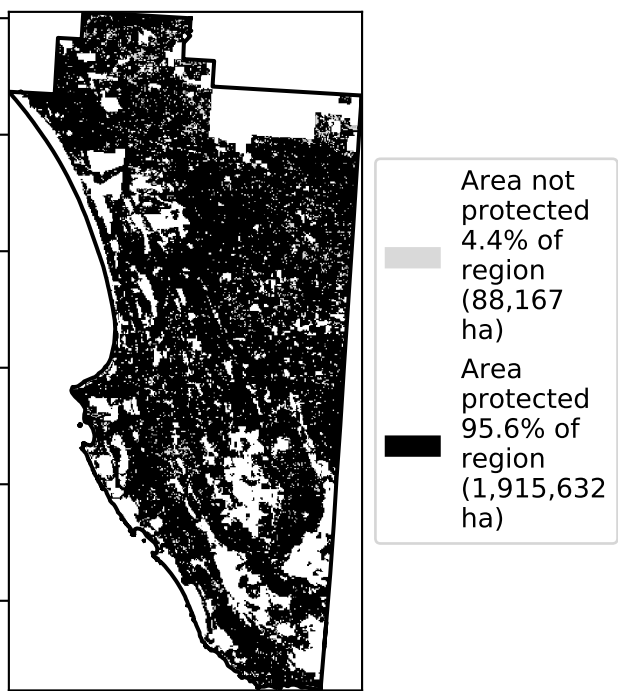 Area not
protected
4.4% of
region
(88,167
ha)
Area
protected
95.6% of
region
(1,915,632
ha)